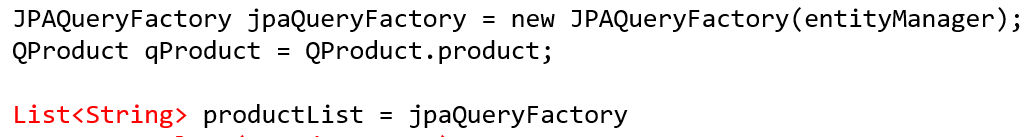 JPAQueryFactory jpaQueryFactory = new JPAQueryFactory(entityManager);
QProduct qProduct = QProduct.product;
List<String> productList = jpaQueryFactory